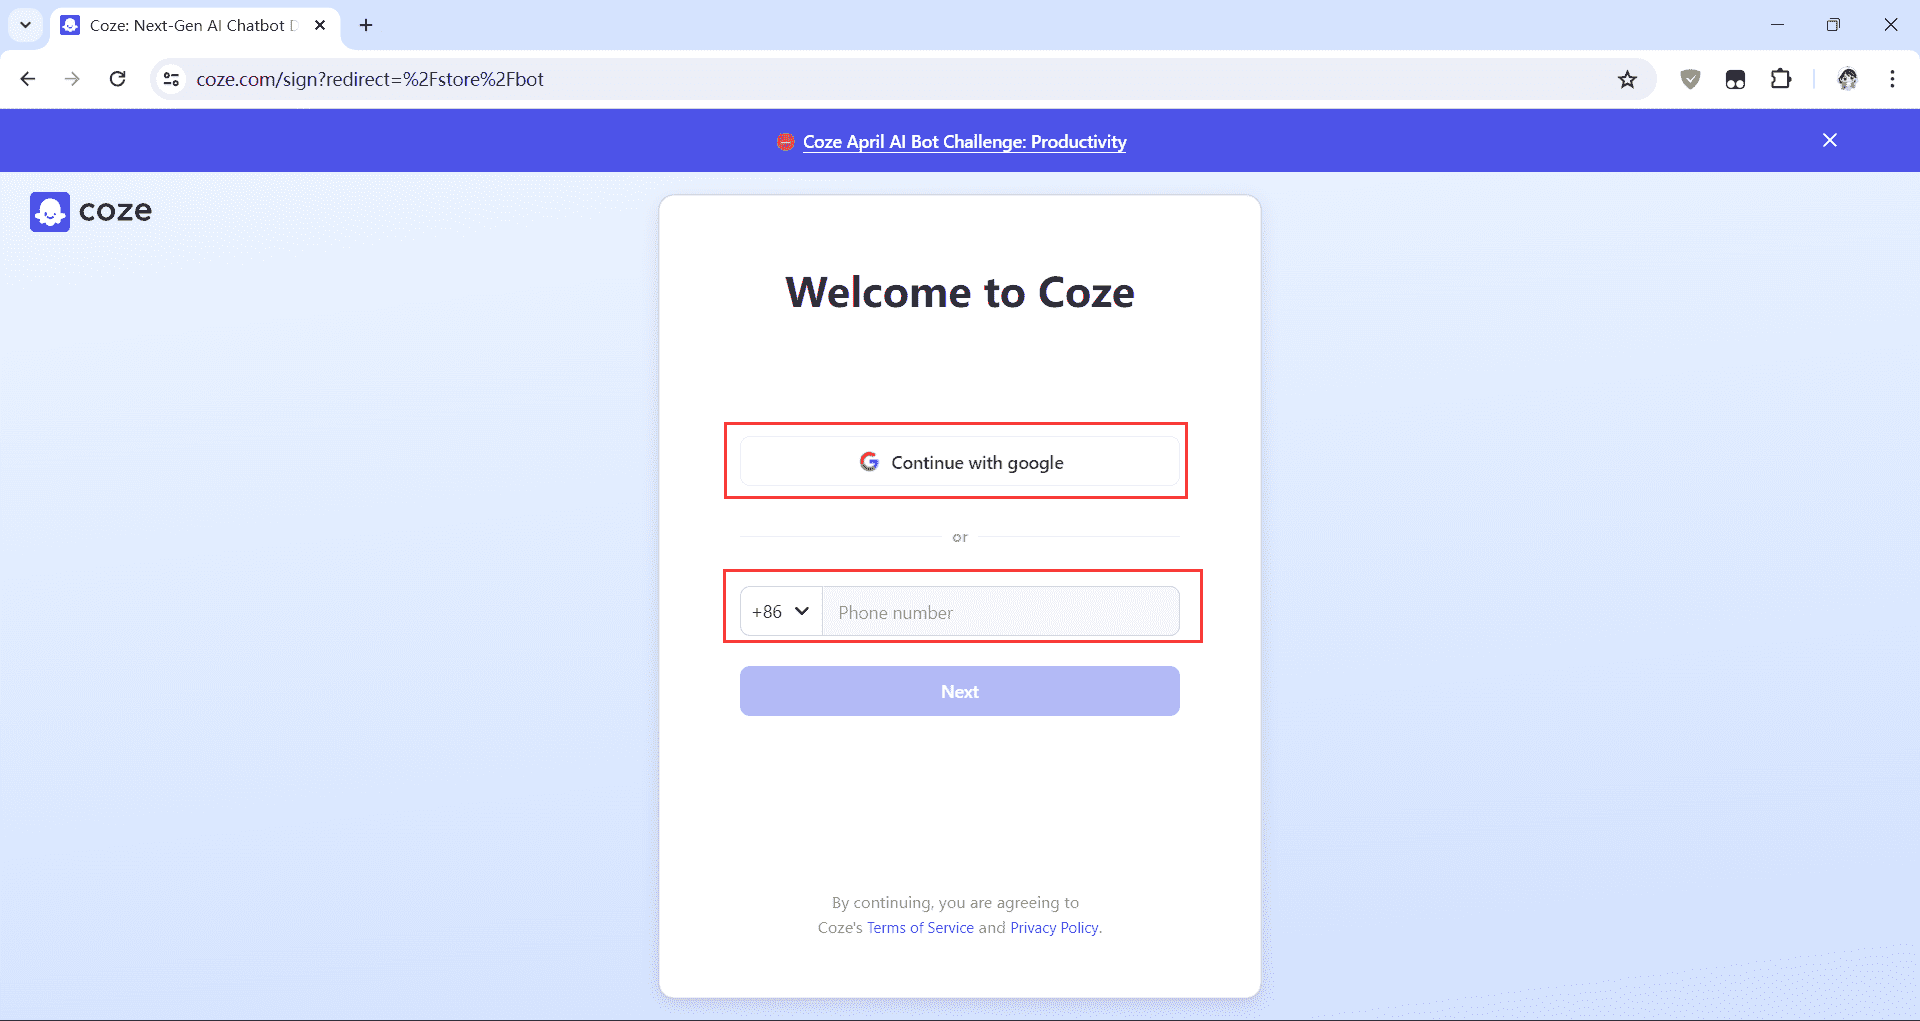 Coze: Next-Gen AI Chatbot D
coze.com/sign?redirect=%2Fstore%2Fbot
Coze April AI Bot Challenge: Productivity
coze
Welcome to Coze
Continue with google
or
+86 Phone number
Next
By continuing, you are agreeing to
Coze's Terms of Service and Privacy Policy.